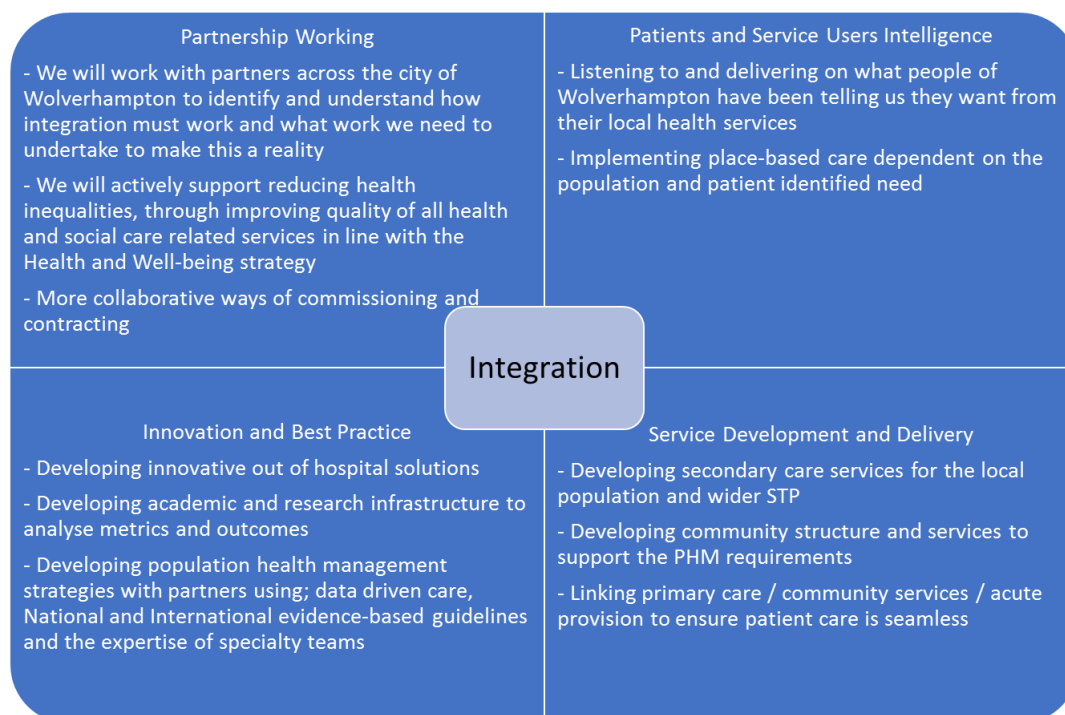 Partnership Working
- We will work with partners across the city of
Wolverhampton to identify and understand how
integration must work and what work we need to
undertake to make this a reality
- We will actively support reducing health
inequalities, through improving quality of all health
and social care related services in line with the
Health and Well-being strategy
- More collaborative ways of commissioning and
contracting
Patients and Service Users Intelligence
- Listening to and delivering on what people of
Wolverhampton have been telling us they want from
their local health services
- Implementing place-based care dependent on the
population and patient identified need
Integration
Innovation and Best Practice
- Developing innovative out of hospital solutions
- Developing academic and research infrastructure to
analyse metrics and outcomes
- Developing population health management
strategies with partners using; data driven care,
National and International evidence-based guidelines
and the expertise of specialty teams
Service Development and Delivery
- Developing secondary care services for the local
population and wider STP
- Developing community structure and services to
support the PHM requirements
- Linking primary care / community services / acute
provision to ensure patient care is seamless